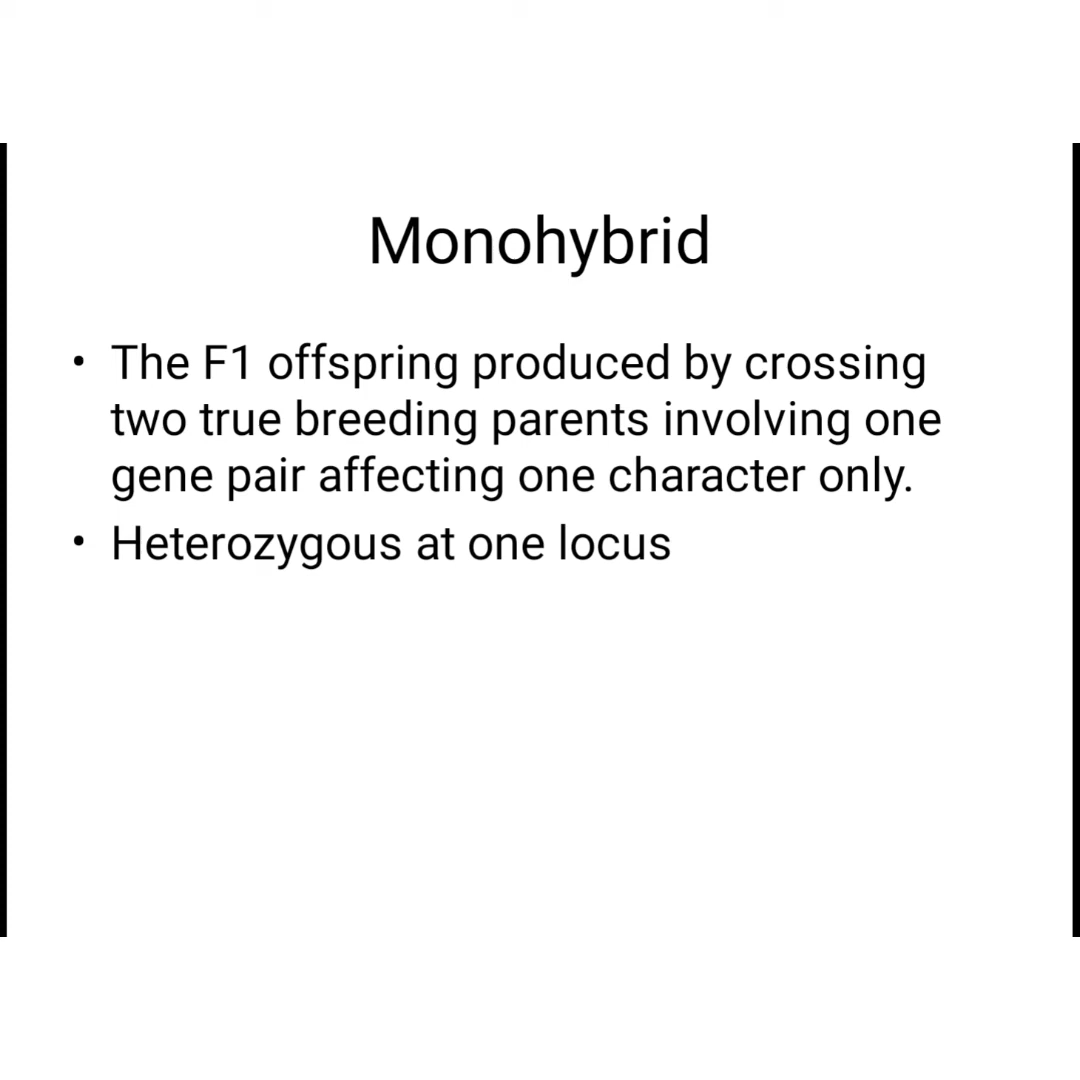 Monohybrid
• The F1 offspring produced by crossing
two true breeding parents involving one
gene pair affecting one character only.
• Heterozygous at one locus